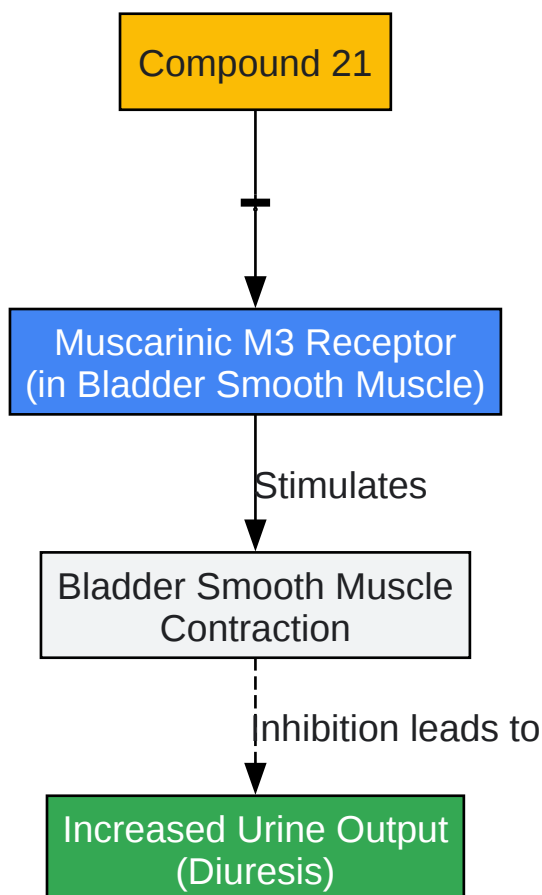 Compound 21
Muscarinic M3 Receptor
(in Bladder Smooth Muscle)
Stimulates
Bladder Smooth Muscle
Contraction
Inhibition leads to
Increased Urine Output
(Diuresis)